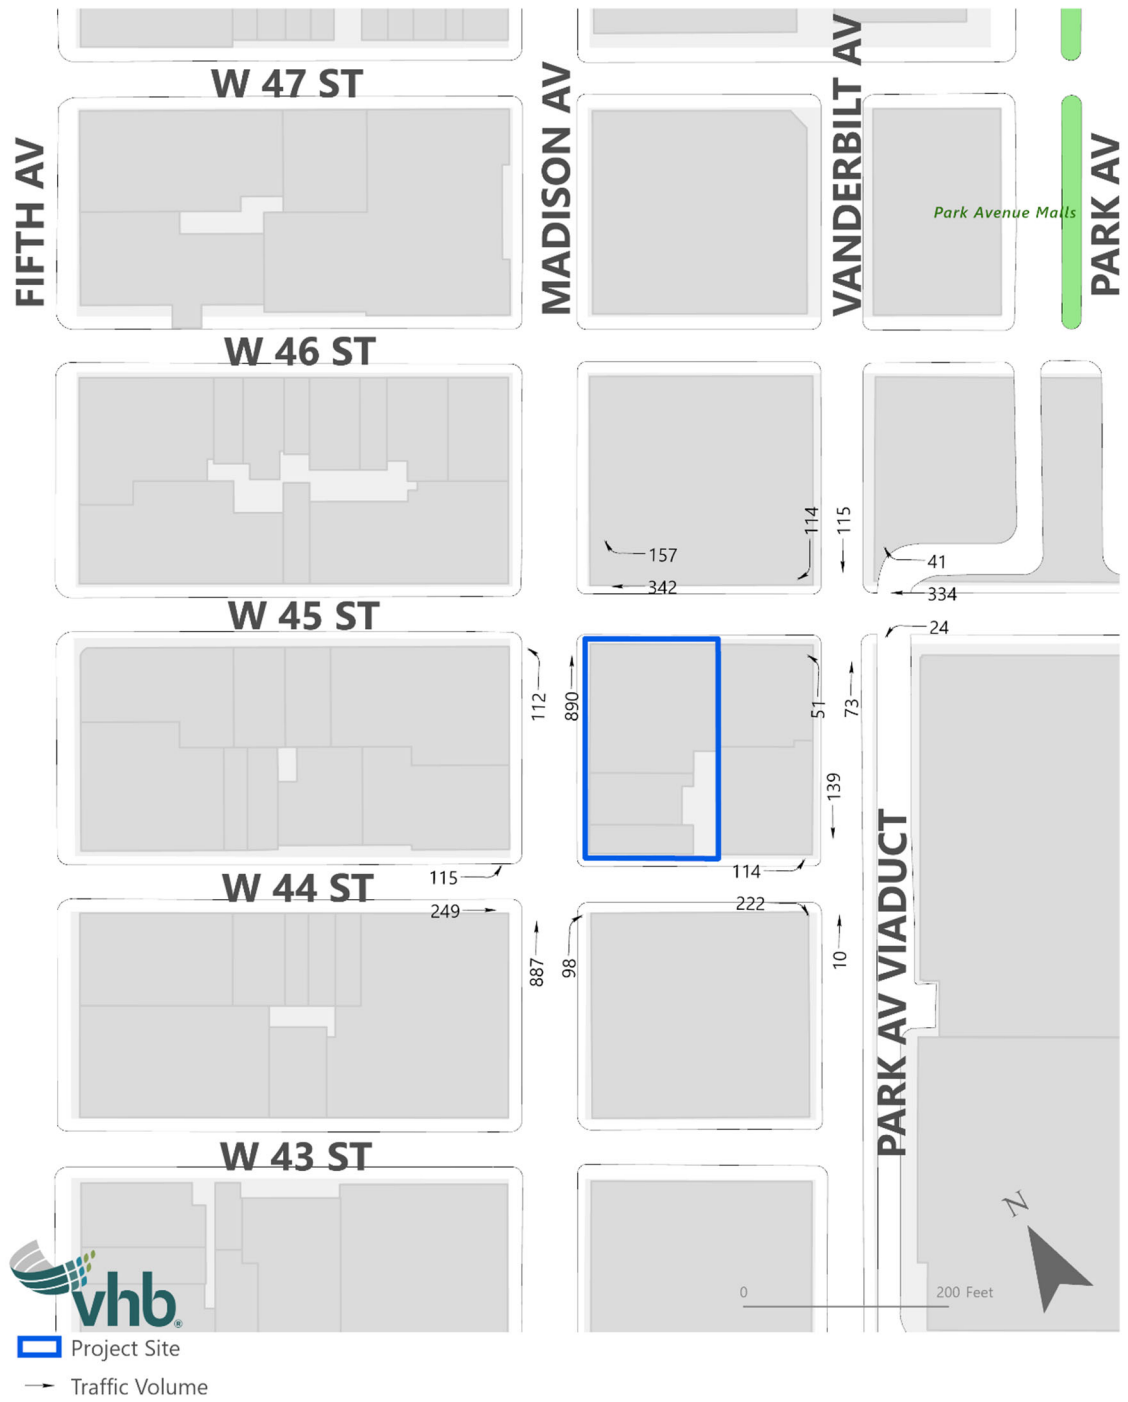 W 47 ST
FIFTH AV
MADISON AV
VANDERBILT AV
PARK AV
Park Avenue Malls
W 46 ST
114
115
157
41
342
334
W 45 ST
24
112
890
51
73
139
115
W 44 ST
114
249
222
887
98
10
PARK AV VIADUCT
W 43 ST
N
0
200 Feet
vhb
®
Project Site
Traffic Volume